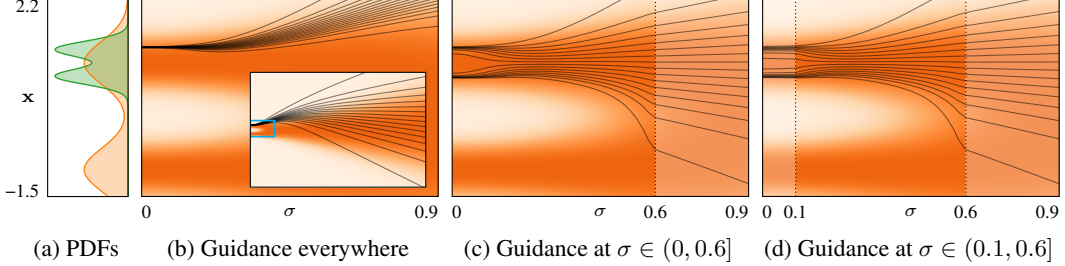 2.2
x
−1.5
0 σ 0.9
0 σ 0.6 0.9
0 0.1 σ 0.6 0.9
(a) PDFs
(b) Guidance everywhere
(c) Guidance at σ ∈ (0, 0.6]
(d) Guidance at σ ∈ (0.1, 0.6]